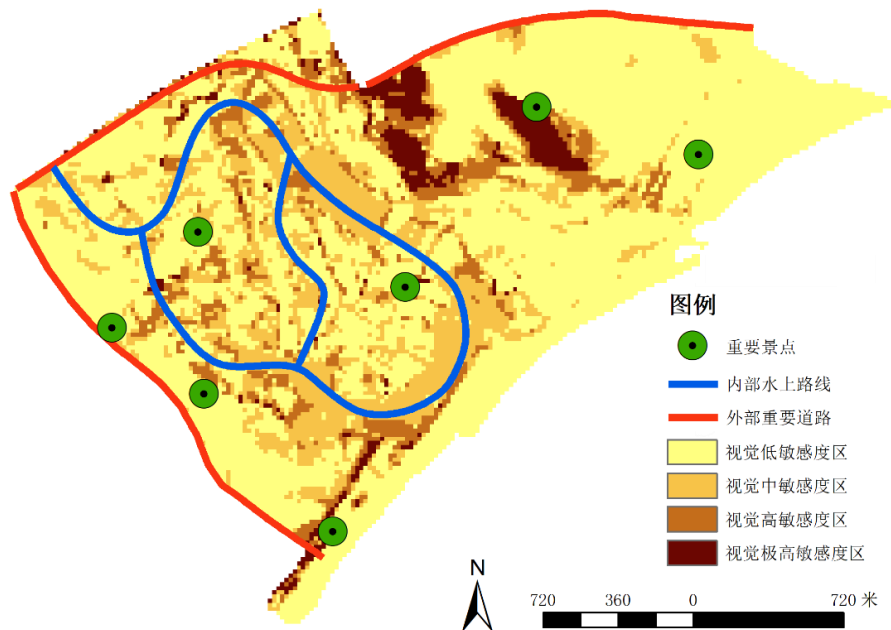 图例
重要景点
内部水上路线
外部重要道路
视觉低敏感度区
视觉中敏感度区
视觉高敏感度区
视觉极高敏感度区
N
720 360 0 720 米